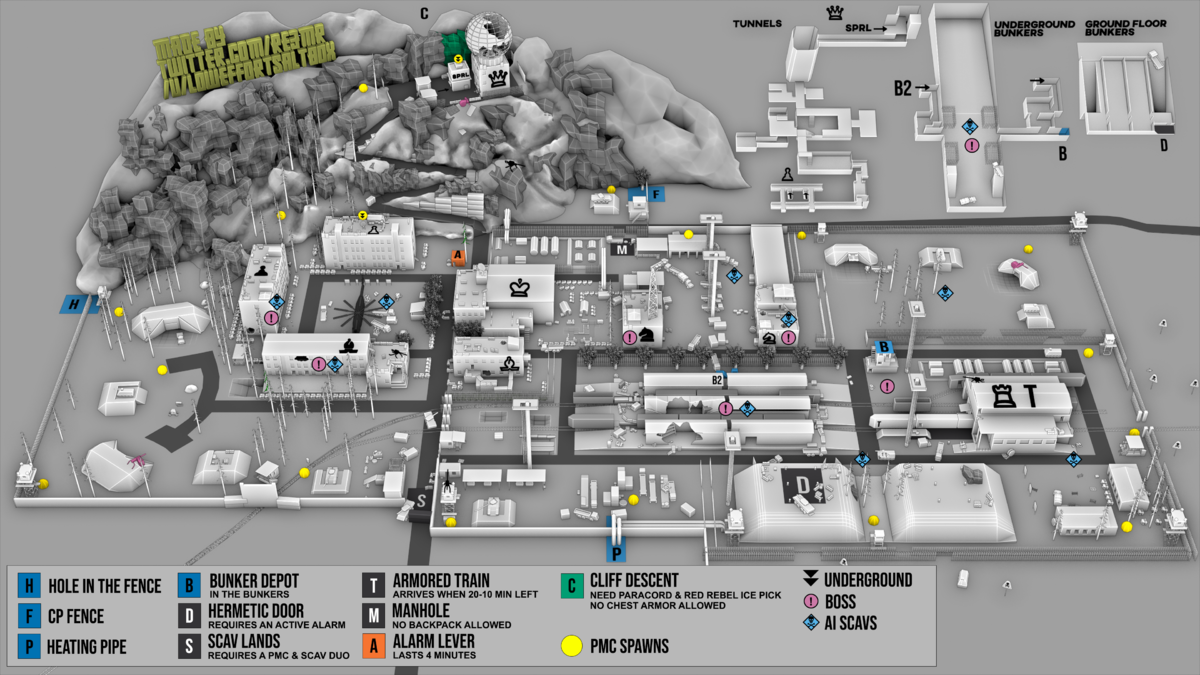 MADE BY
TWITTER.COM/RE3MR
/U/LOWEFFORTSALTBOX
C
SPRL
TUNNELS
SPRL
UNDERGROUND
BUNKERS
GROUND FLOOR
BUNKERS
B2
B
D
F
A
M
H
B
B2
T
D
S
P
H HOLE IN THE FENCE
F CP FENCE
P HEATING PIPE
B BUNKER DEPOT
IN THE BUNKERS
D HERMETIC DOOR
REQUIRES AN ACTIVE ALARM
S SCAV LANDS
REQUIRES A PMC & SCAV DUO
T ARMORED TRAIN
ARRIVES WHEN 20-10 MIN LEFT
M MANHOLE
NO BACKPACK ALLOWED
A ALARM LEVER
LASTS 4 MINUTES
C CLIFF DESCENT
NEED PARACORD & RED REBEL ICE PICK
NO CHEST ARMOR ALLOWED
PMC SPAWNS
UNDERGROUND
! BOSS
AI SCAVS